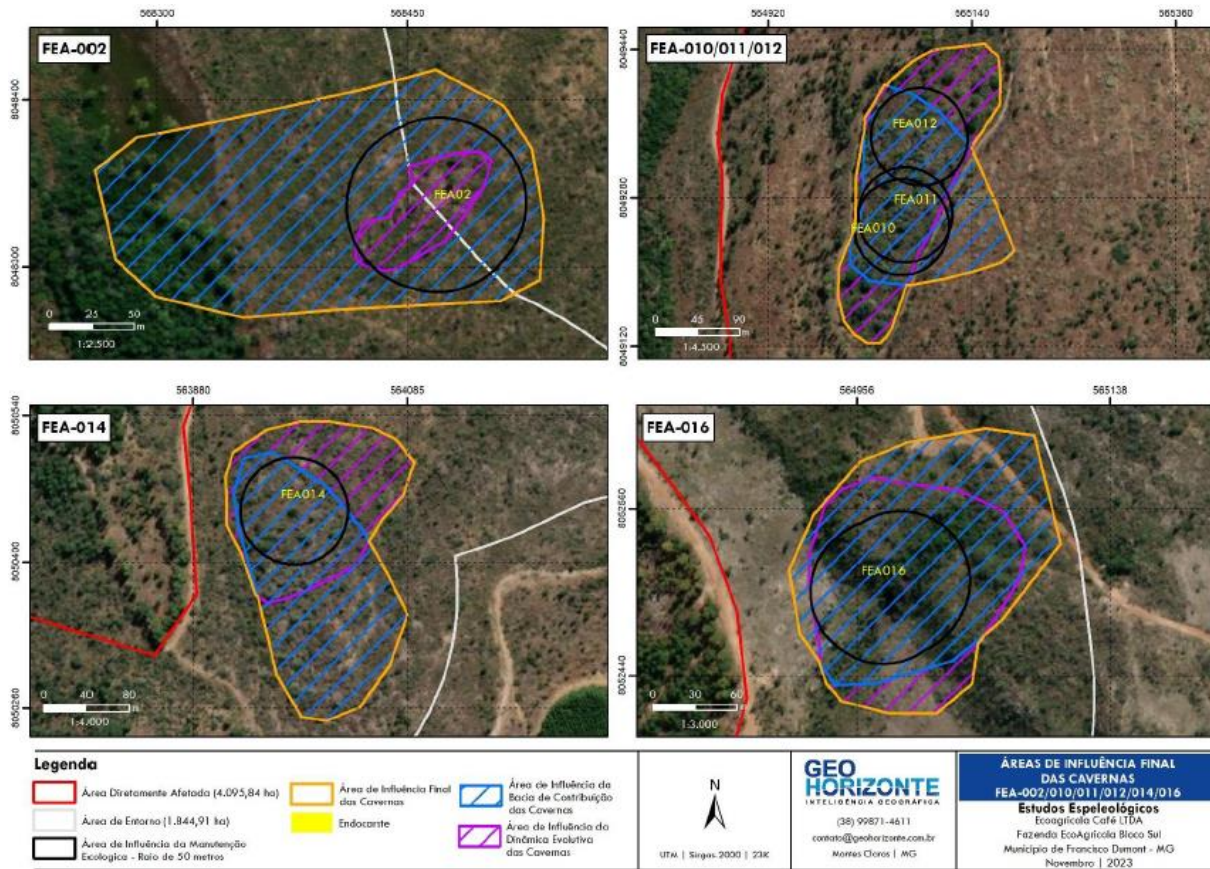 568300
568450
564920
565140
565360
FEA-002
FEA-010/011/012
8048400
8049440
FEA012
FEA02
8049280
FEA011
FEA010
0 25 50
m
1:2.500
0 45 90
m
1:4.500
8049120
563880
564085
564956
565138
8050540
FEA-014
FEA-016
FEA014
8050400
FEA016
8052440
0 40 80
m
1:4.000
8050260
0 30 60
m
1:3.000
Legenda
Área Diretamente Afetada (4.095,84 ha)
Área de Entorno (1.844,91 ha)
Área de Influência da Manutenção
Ecologica - Raio de 50 metros
Área de Influência Final
das Cavernas
Endocarste
Área de Influência da
Bacia de Contribuição
das Cavernas
Área de Influência da
Dinâmica Evolutiva
das Cavernas
N
UTM | Sirgas 2000 | 23K
GEO
HORIZONTE
INTELIGÊNCIA GEOGRÁFICA
(38) 99871-4611
contato@geohorizonte.com.br
Montes Claros | MG
ÁREAS DE INFLUÊNCIA FINAL
DAS CAVERNAS
FEA-002/010/011/012/014/016
Estudos Espeleológicos
Ecoagrícola Café LTDA
Fazenda EcoAgrícola Bloco Sul
Município de Francisco Dumont - MG
Novembro | 2023